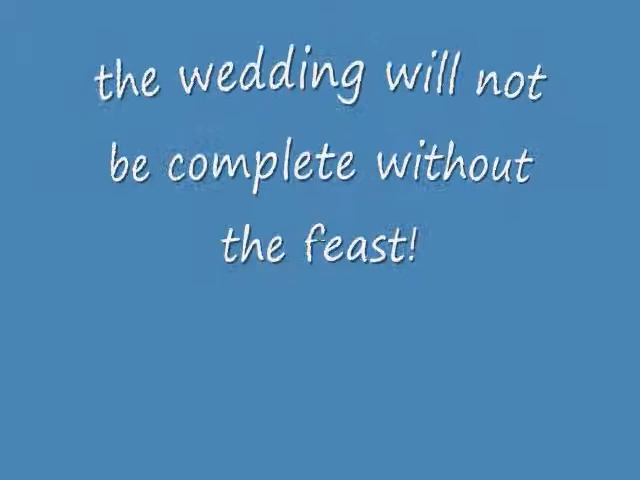 the wedding will not
be complete without
the feast!